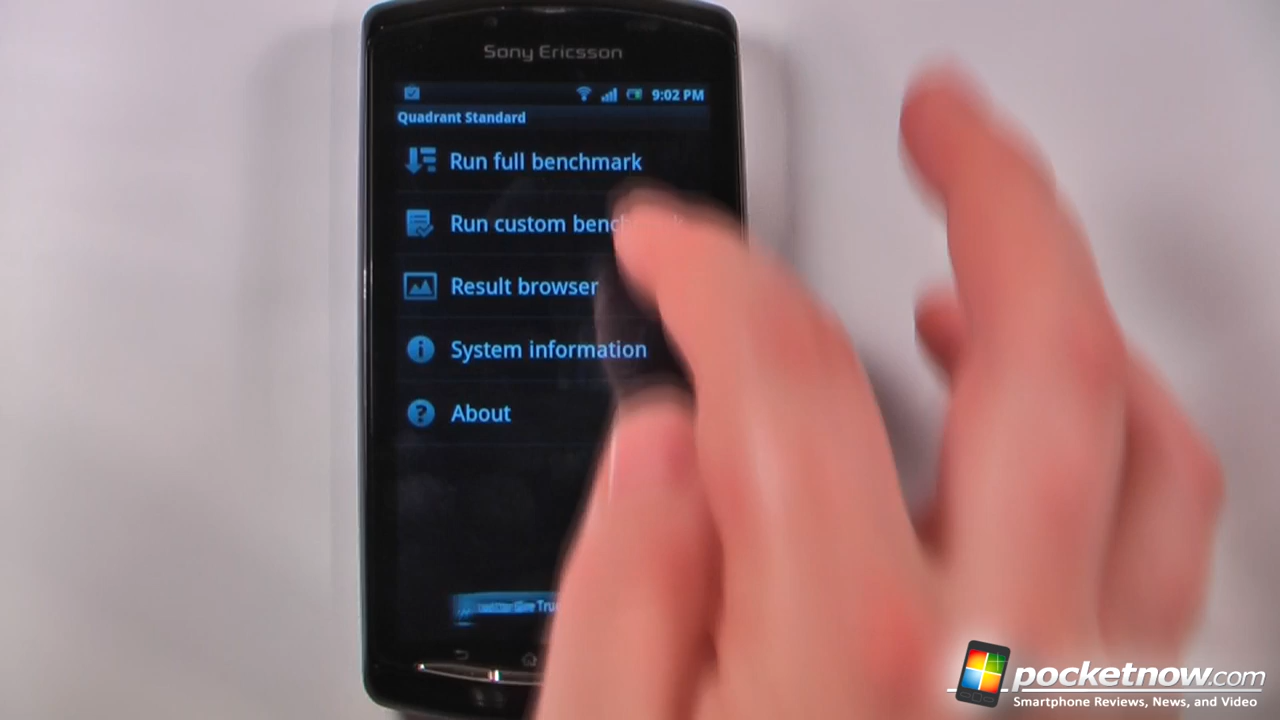 Sony Ericsson
9:02 PM
Quadrant Standard
Run full benchmark
Run custom
Result browser
System information
About
pocketnow.com
Smartphone Reviews, News, and Video